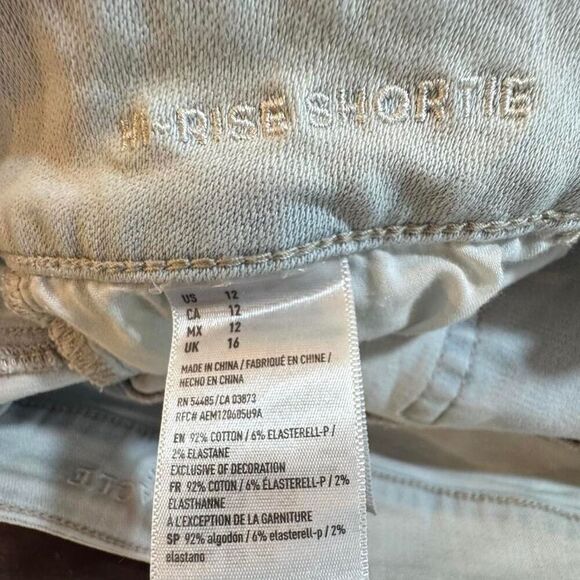 HI-RISE SHORTIE
US 12
CA 12
MX 12
UK 16
MADE IN CHINA / FABRIQUÉ EN CHINE /
HECHO EN CHINA
RN 54485/CA 03873
RFC# AEM120605U9A
EN 92% COTTON / 6% ELASTERELL-P /
2% ELASTANE
EXCLUSIVE OF DECORATION
FR 92% COTON / 6% ÉLASTERELL-P / 2%
ÉLASTHANNE
À L'EXCEPTION DE LA GARNITURE
SP 92% algodón / 6% elasterell-p / 2%
elastano